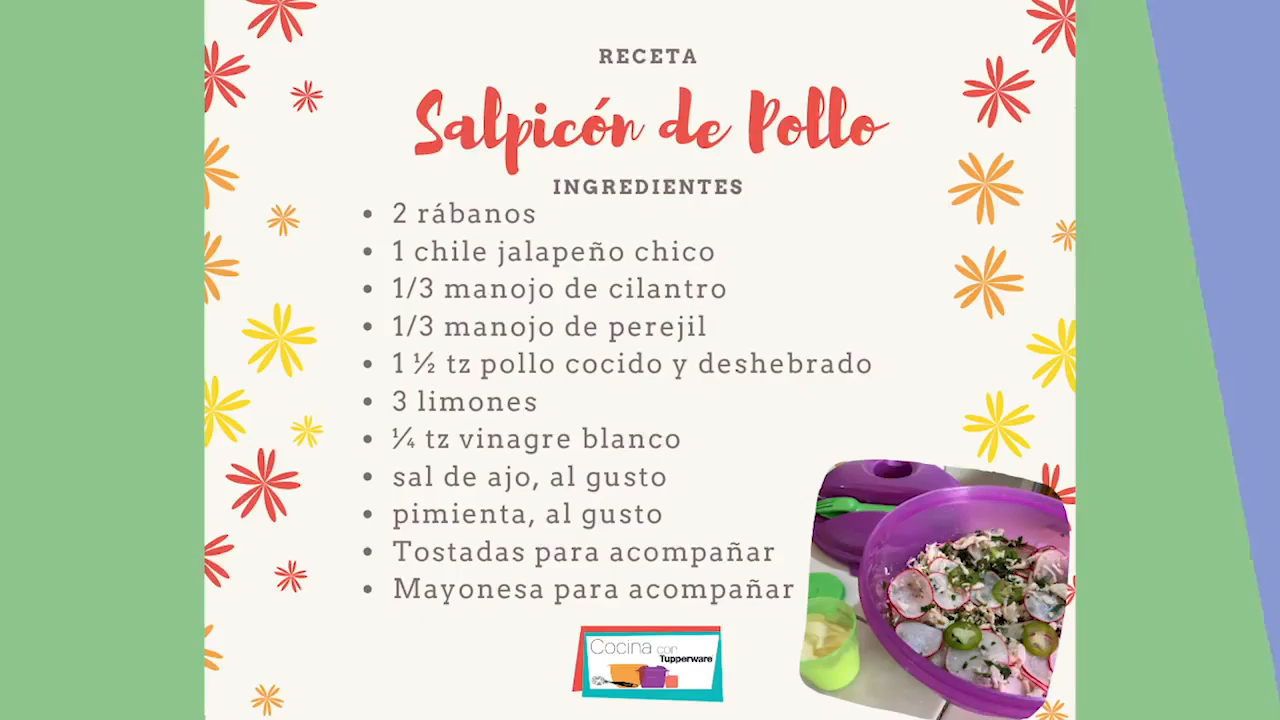 RECETA
Salpicón de Pollo
INGREDIENTES
• 2 rábanos
• 1 chile jalapeño chico
• 1/3 manojo de cilantro
• 1/3 manojo de perejil
• 1 ½ tz pollo cocido y deshebrado
• 3 limones
• ¼ tz vinagre blanco
• sal de ajo, al gusto
• pimienta, al gusto
• Tostadas para acompañar
• Mayonesa para acompañar
Cocina con
Tupperware